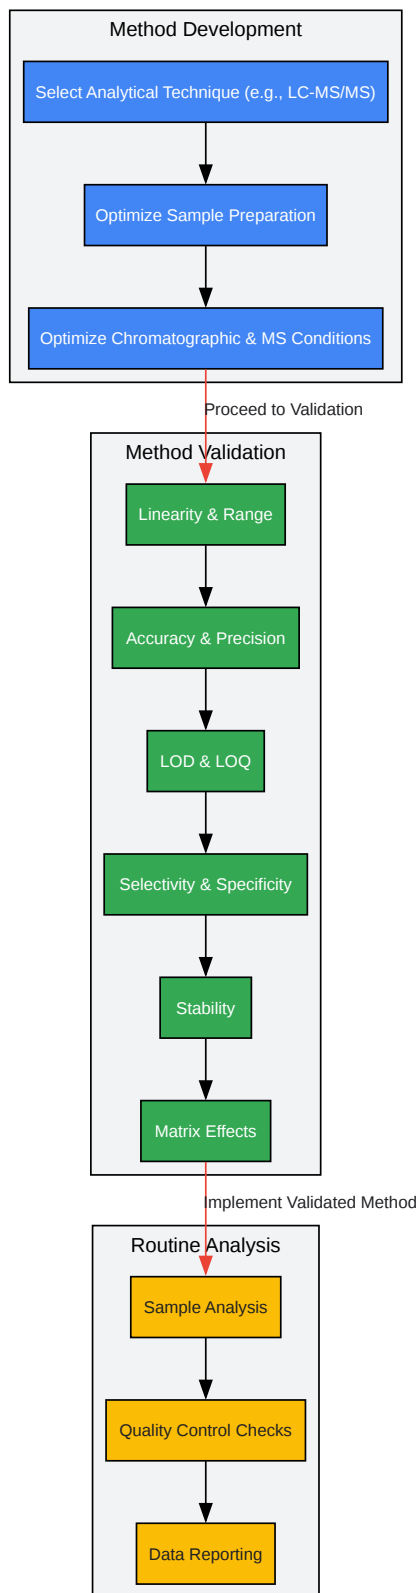 Method Development
Select Analytical Technique (e.g., LC-MS/MS)
Optimize Sample Preparation
Optimize Chromatographic & MS Conditions
Proceed to Validation
Method Validation
Linearity & Range
Accuracy & Precision
LOD & LOQ
Selectivity & Specificity
Stability
Matrix Effects
Implement Validated Method
Routine Analysis
Sample Analysis
Quality Control Checks
Data Reporting